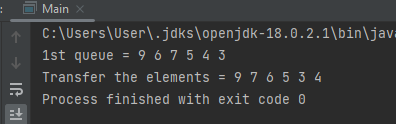 Main
C:\Users\User\.jdks\openjdk-18.0.2.1\bin\java
1st queue = 9 6 7 5 4 3
Transfer the elements = 9 7 6 5 3 4
Process finished with exit code 0